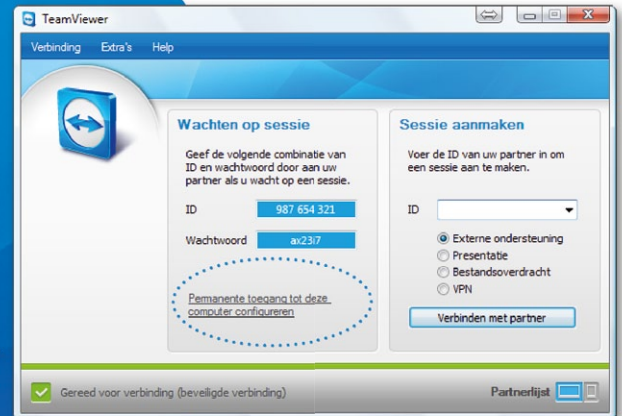 TeamViewer
Verbinding Extra's Help
Wachten op sessie
Geef de volgende combinatie van
ID en wachtwoord door aan uw
partner als u wacht op een sessie.
ID 987 654 321
Wachtwoord ax23i7
Permanente toegang tot deze
computer configureren
Sessie aanmaken
Voer de ID van uw partner in om
een sessie aan te maken.
ID
Externe ondersteuning
Presentatie
Bestandsoverdracht
VPN
Verbinden met partner
Gereed voor verbinding (beveiligde verbinding)
Partnerlijst